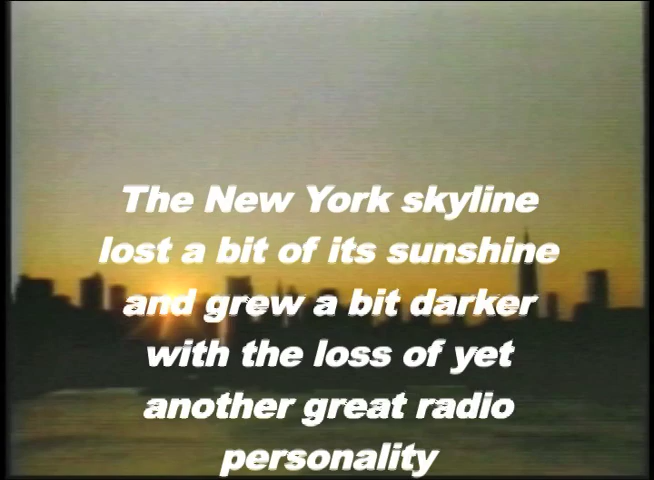 The New York skyline
lost a bit of its sunshine
and grew a bit darker
with the loss of yet
another great radio
personality